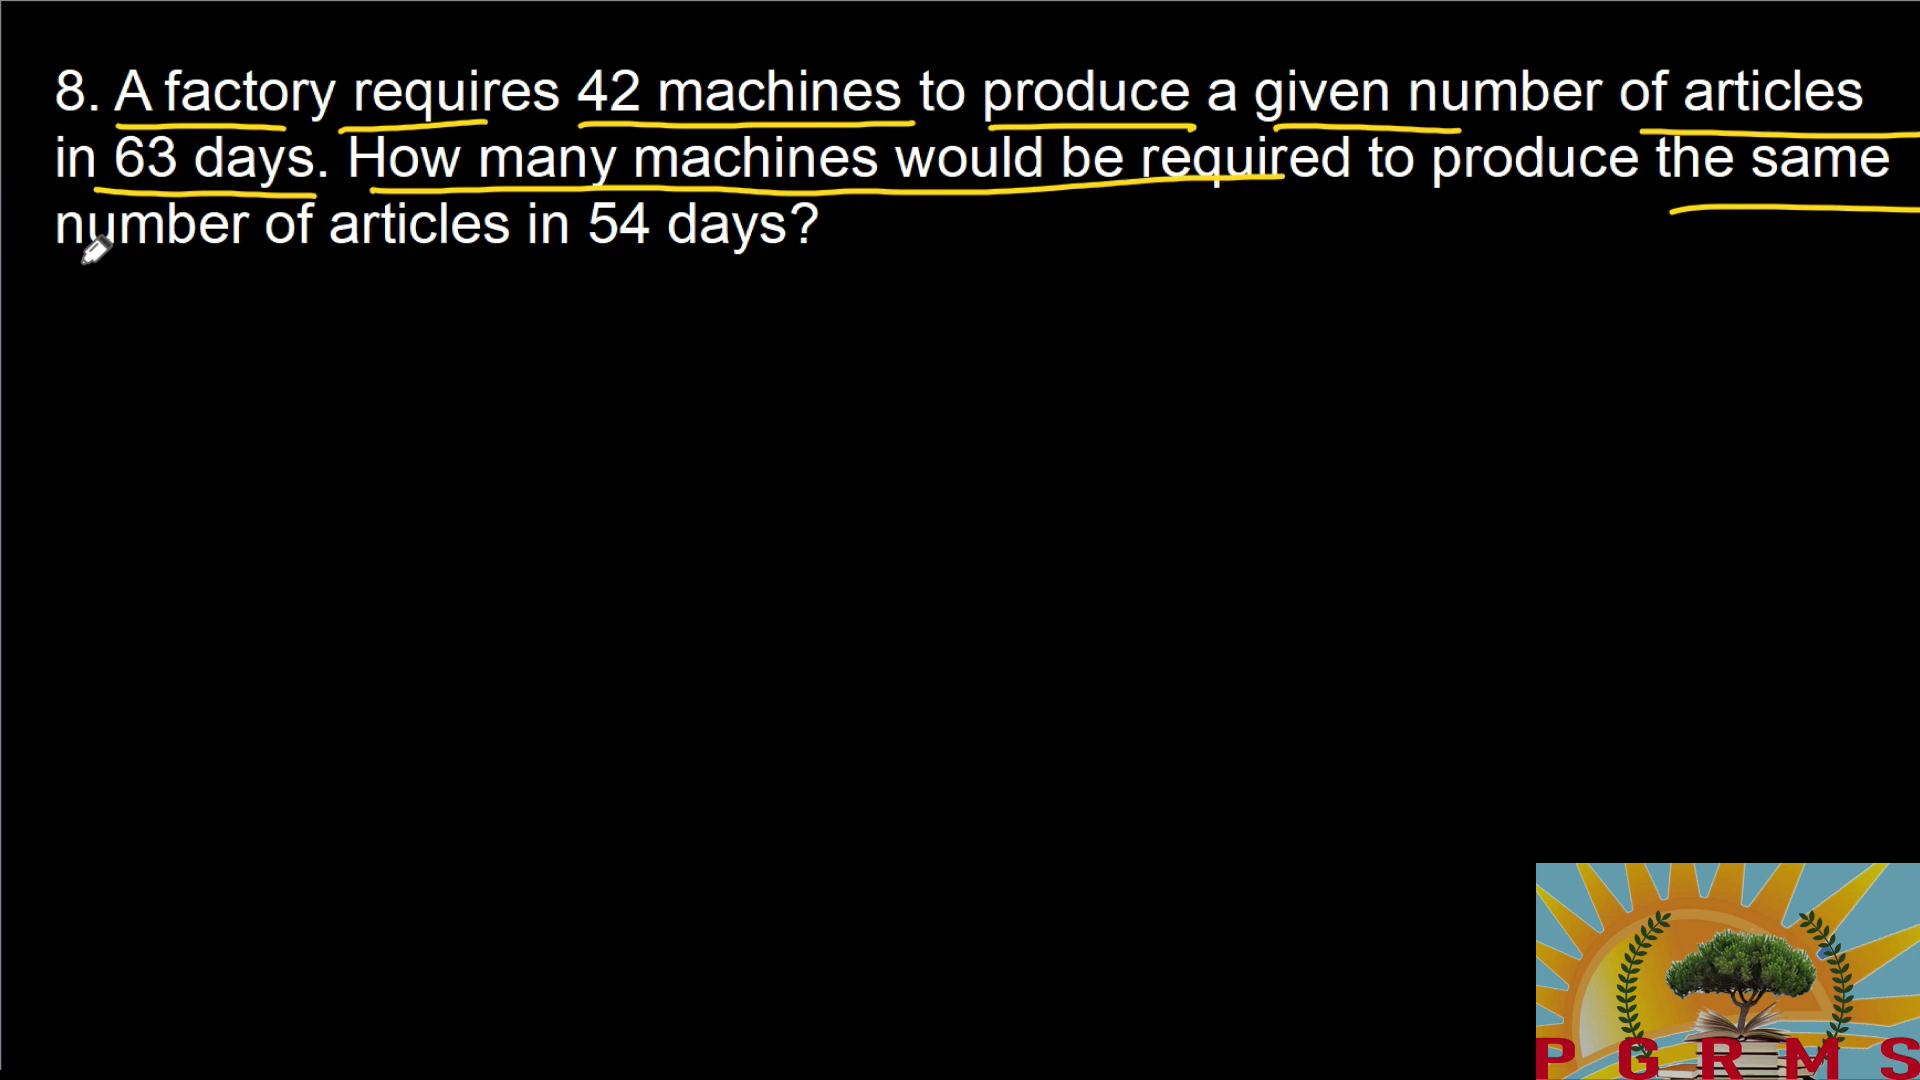 8. A factory requires 42 machines to produce a given number of articles
in 63 days. How many machines would be required to produce the same
number of articles in 54 days?
P G R M S